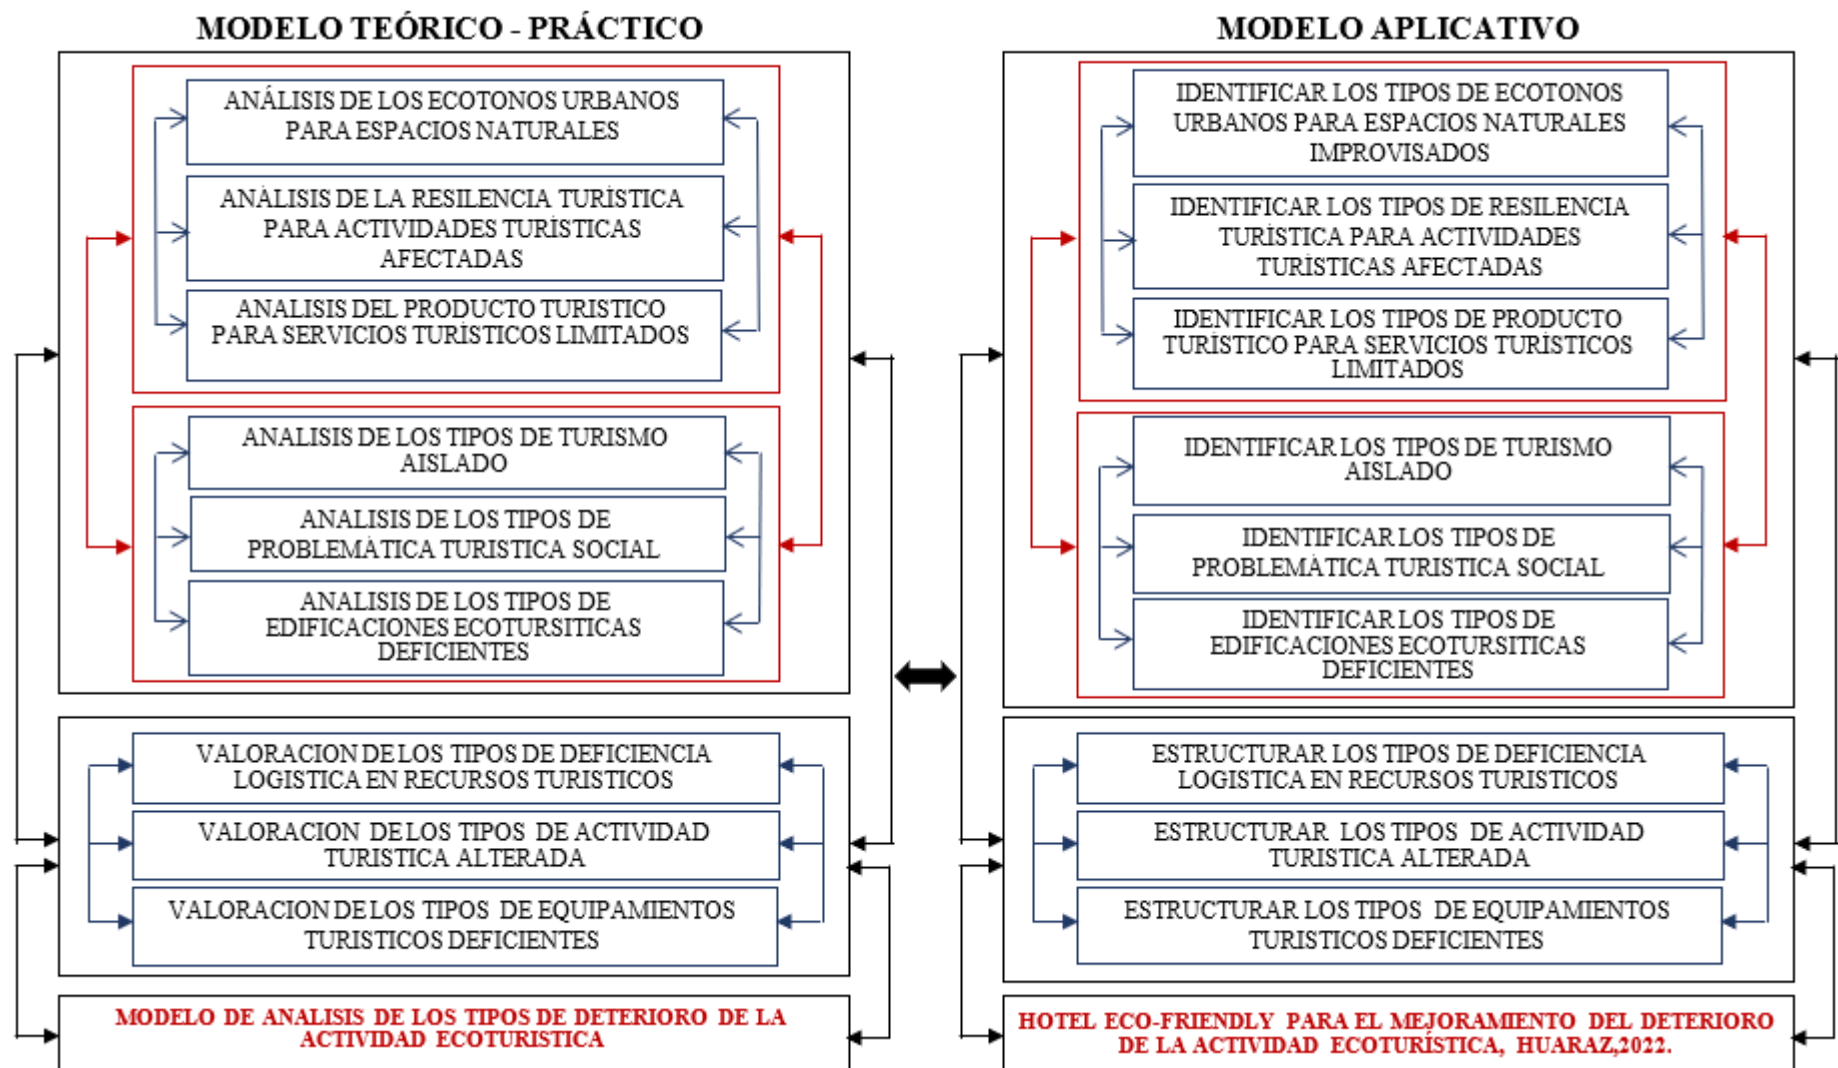 MODELO TEÓRICO - PRÁCTICO
ANÁLISIS DE LOS ECOTONOS URBANOS
PARA ESPACIOS NATURALES
ANÁLISIS DE LA RESILENCIA TURÍSTICA
PARA ACTIVIDADES TURÍSTICAS
AFECTADAS
ANALISIS DEL PRODUCTO TURISTICO
PARA SERVICIOS TURÍSTICOS LIMITADOS
ANALISIS DE LOS TIPOS DE TURISMO
AISLADO
ANALISIS DE LOS TIPOS DE
PROBLEMÁTICA TURISTICA SOCIAL
ANALISIS DE LOS TIPOS DE
EDIFICACIONES ECOTURSITICAS
DEFICIENTES
VALORACION DE LOS TIPOS DE DEFICIENCIA
LOGISTICA EN RECURSOS TURISTICOS
VALORACION DE LOS TIPOS DE ACTIVIDAD
TURISTICA ALTERADA
VALORACION DE LOS TIPOS DE EQUIPAMIENTOS
TURISTICOS DEFICIENTES
MODELO DE ANALISIS DE LOS TIPOS DE DETERIORO DE LA
ACTIVIDAD ECOTURISTICA
MODELO APLICATIVO
IDENTIFICAR LOS TIPOS DE ECOTONOS
URBANOS PARA ESPACIOS NATURALES
IMPROVISADOS
IDENTIFICAR LOS TIPOS DE RESILENCIA
TURÍSTICA PARA ACTIVIDADES
TURÍSTICAS AFECTADAS
IDENTIFICAR LOS TIPOS DE PRODUCTO
TURÍSTICO PARA SERVICIOS TURÍSTICOS
LIMITADOS
IDENTIFICAR LOS TIPOS DE TURISMO
AISLADO
IDENTIFICAR LOS TIPOS DE
PROBLEMÁTICA TURISTICA SOCIAL
IDENTIFICAR LOS TIPOS DE
EDIFICACIONES ECOTURSITICAS
DEFICIENTES
ESTRUCTURAR LOS TIPOS DE DEFICIENCIA
LOGISTICA EN RECURSOS TURISTICOS
ESTRUCTURAR LOS TIPOS DE ACTIVIDAD
TURISTICA ALTERADA
ESTRUCTURAR LOS TIPOS DE EQUIPAMIENTOS
TURISTICOS DEFICIENTES
HOTEL ECO-FRIENDLY PARA EL MEJORAMIENTO DEL DETERIORO
DE LA ACTIVIDAD ECOTURÍSTICA, HUARAZ,2022.